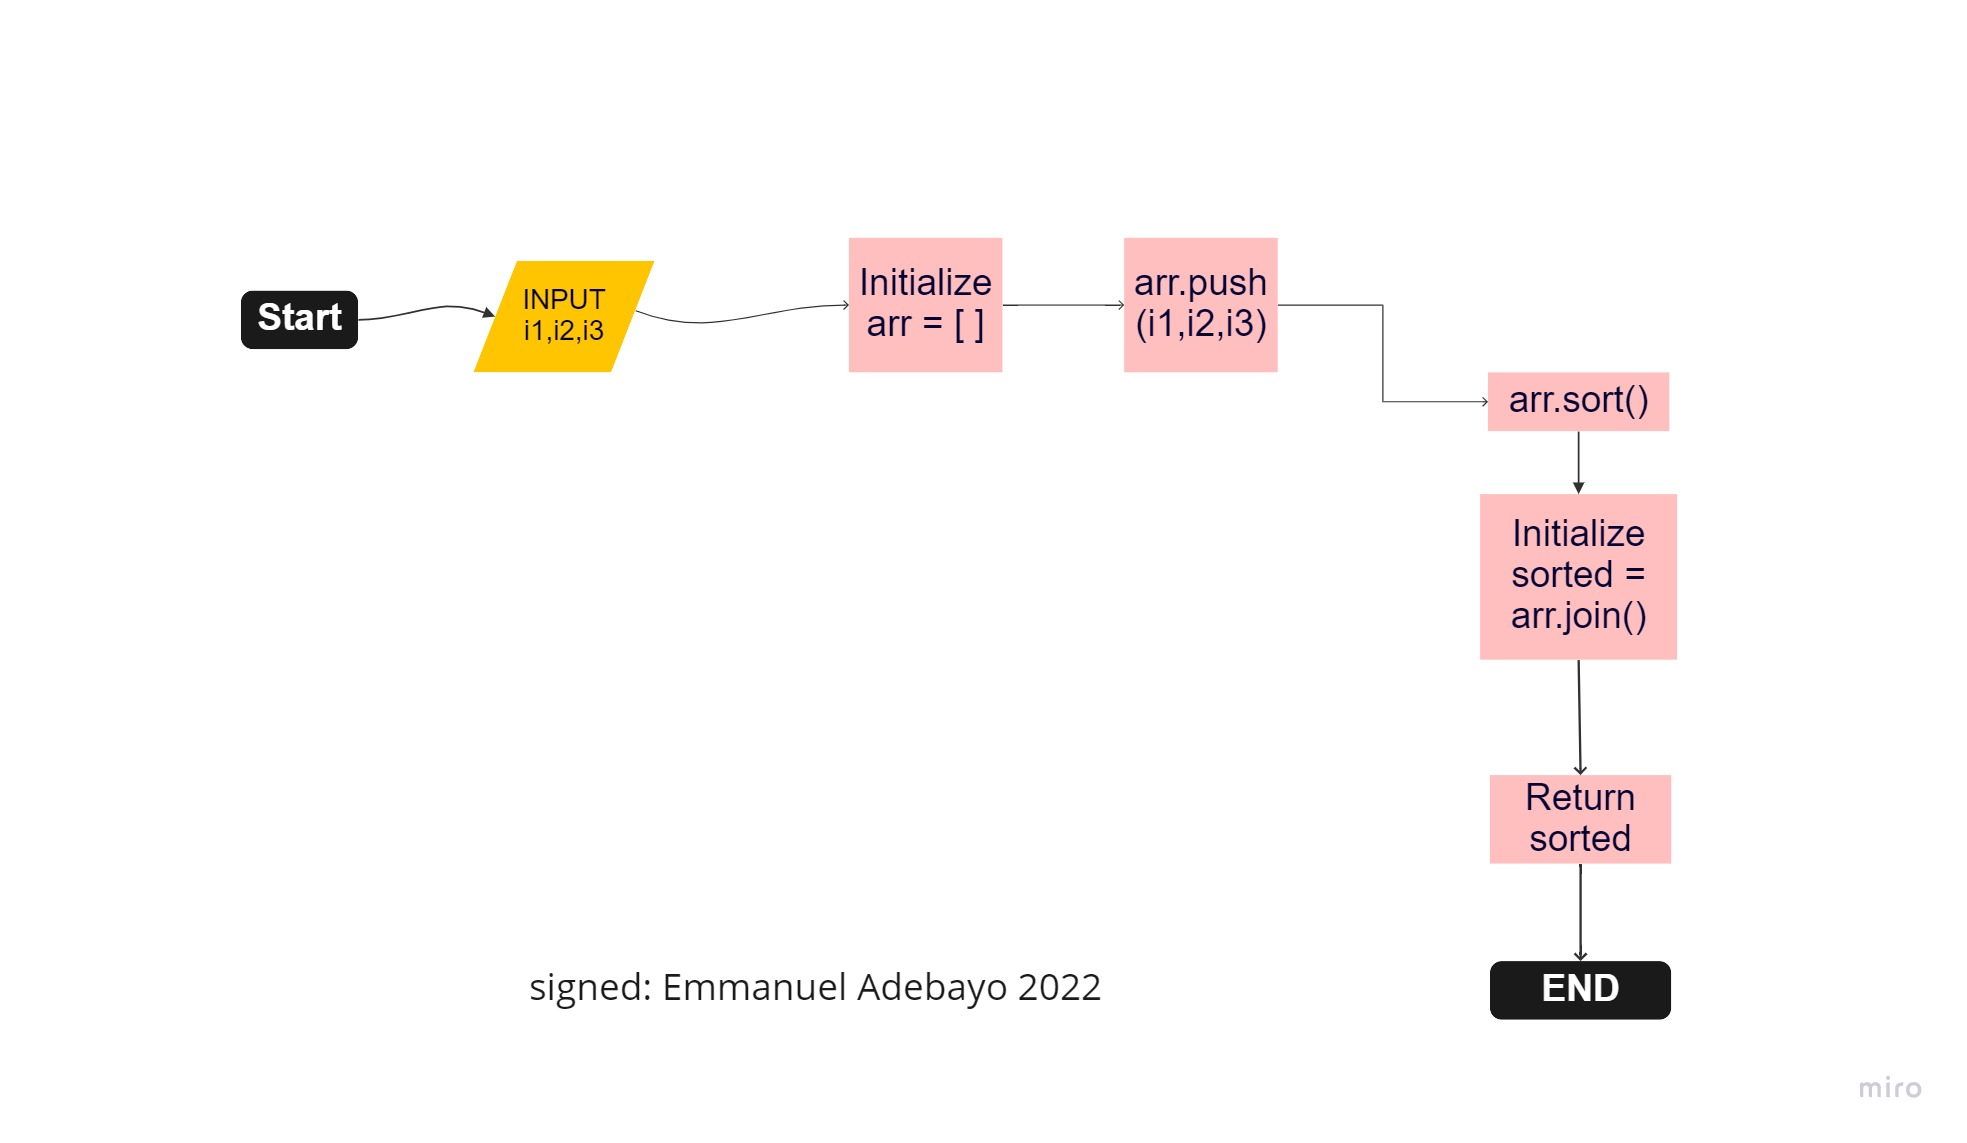 Start
INPUT
i1,i2,i3
Initialize
arr = [ ]
arr.push
(i1,i2,i3)
arr.sort()
Initialize
sorted =
arr.join()
Return
sorted
END
signed: Emmanuel Adebayo 2022
miro